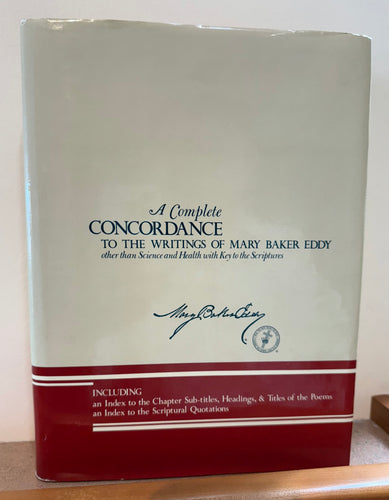 A Complete
CONCORDANCE
TO THE WRITINGS OF MARY BAKER EDDY
other than Science and Health with Key to the Scriptures
Mary Baker Eddy
INCLUDING
an Index to the Chapter Sub-titles, Headings, & Titles of the Poems
an Index to the Scriptural Quotations